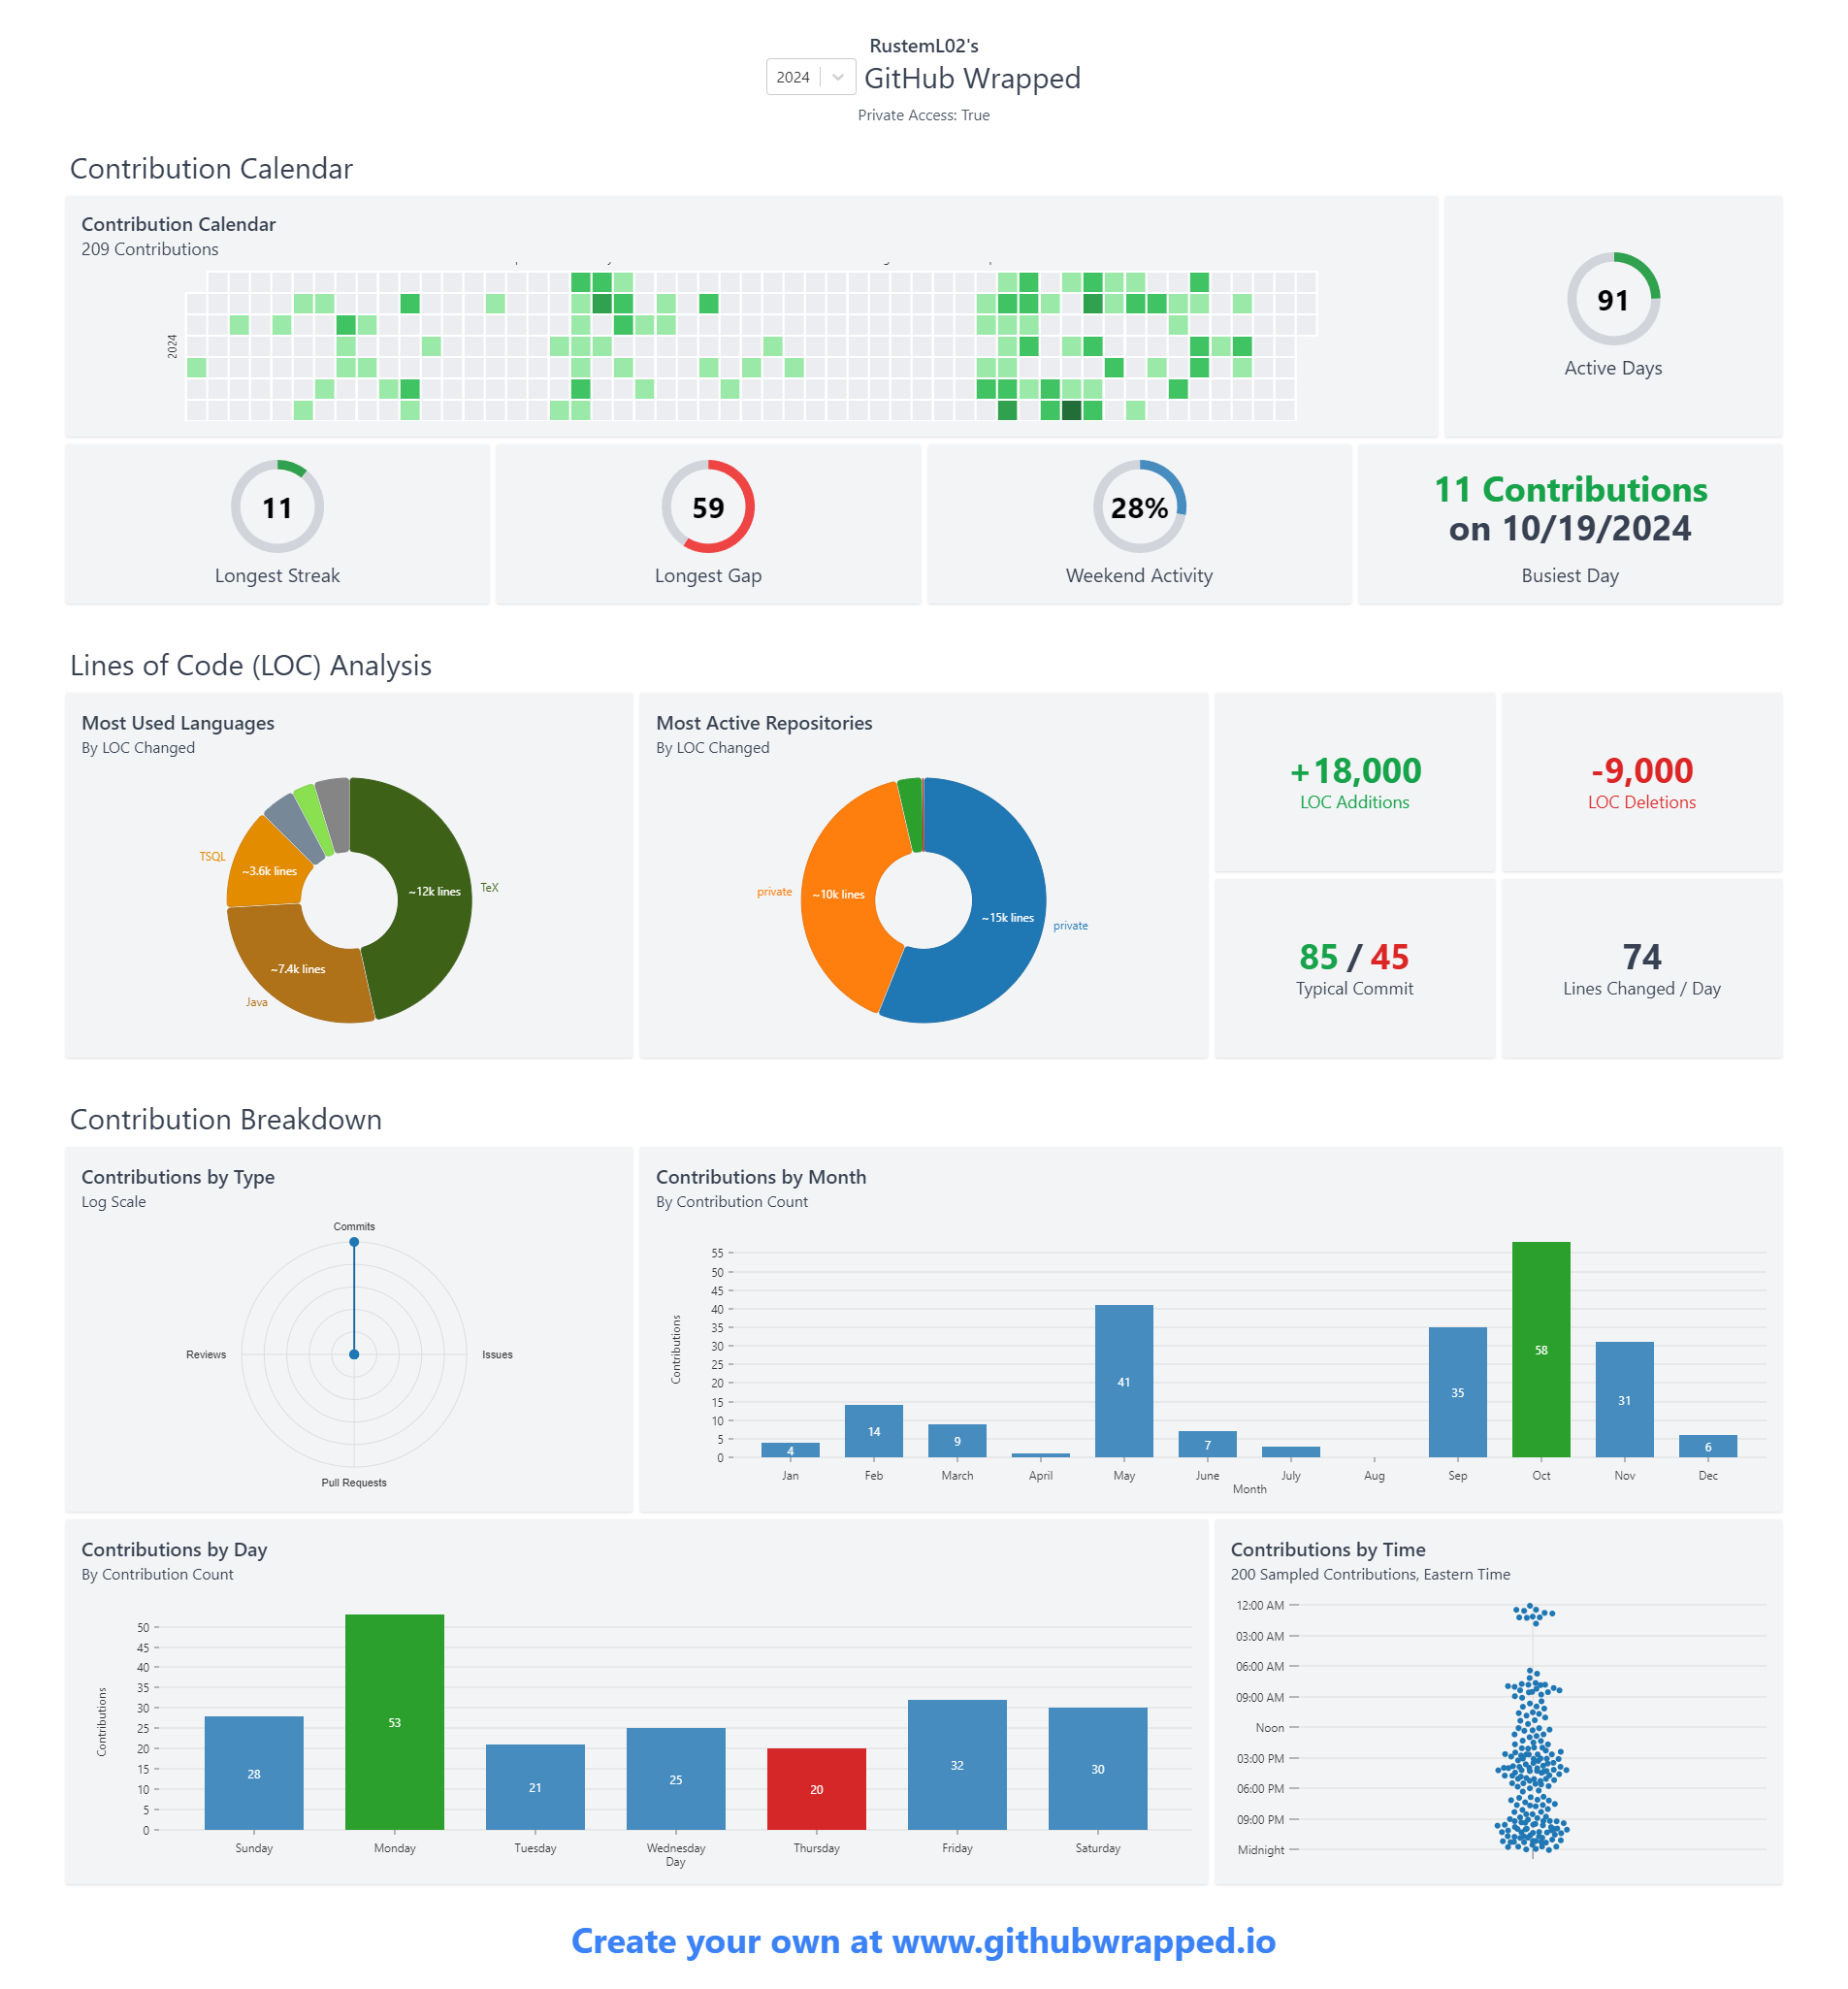 RustemL02's
2024 GitHub Wrapped
Private Access: True
Contribution Calendar
Contribution Calendar
209 Contributions
2024
91
Active Days
11
Longest Streak
59
Longest Gap
28%
Weekend Activity
11 Contributions
on 10/19/2024
Busiest Day
Lines of Code (LOC) Analysis
Most Used Languages
By LOC Changed
TSQL
~3.6k lines
~12k lines
TeX
~7.4k lines
Java
Most Active Repositories
By LOC Changed
private
~10k lines
~15k lines
private
+18,000
LOC Additions
-9,000
LOC Deletions
85 / 45
Typical Commit
74
Lines Changed / Day
Contribution Breakdown
Contributions by Type
Log Scale
Commits
Reviews
Issues
Pull Requests
Contributions by Month
By Contribution Count
Contributions
55
50
45
40
35
30
25
20
15
10
5
0
4
14
9
41
7
35
58
31
6
Jan
Feb
March
April
May
June
July
Aug
Sep
Oct
Nov
Dec
Month
Contributions by Day
By Contribution Count
Contributions
50
45
40
35
30
25
20
15
10
5
0
28
53
21
25
20
32
30
Sunday
Monday
Tuesday
Wednesday
Thursday
Friday
Saturday
Day
Contributions by Time
200 Sampled Contributions, Eastern Time
12:00 AM
03:00 AM
06:00 AM
09:00 AM
Noon
03:00 PM
06:00 PM
09:00 PM
Midnight
Create your own at www.githubwrapped.io